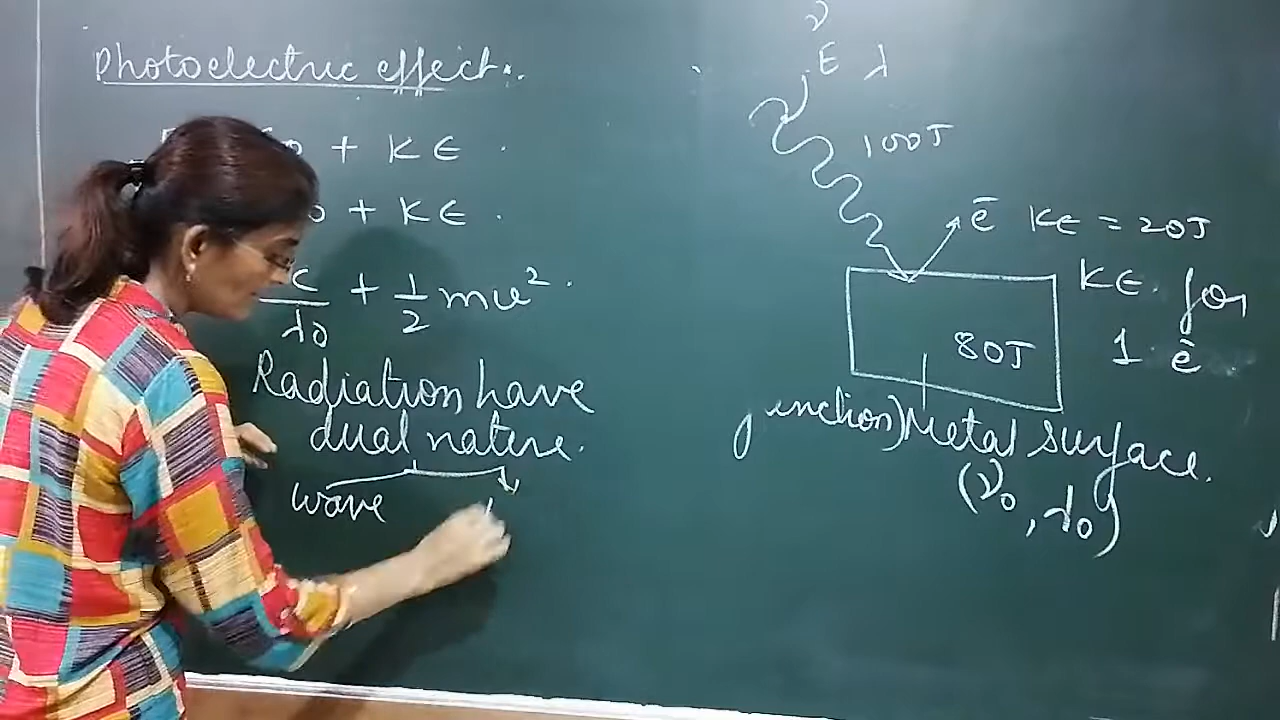 Photoelectric effect.
+ KE .
+ KE .
c/λ0 + 1/2 mu² .
Radiation have
dual nature.
wave
ν
E λ
100J
ē KE = 20J
KE. for
1 ē
80J
junction) Metal surface.
(ν0, λ0)